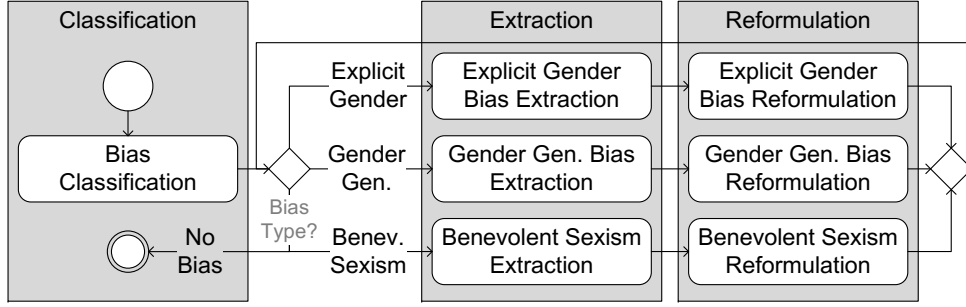 Classification
Extraction
Reformulation
Explicit
Gender
Explicit Gender
Bias Extraction
Explicit Gender
Bias Reformulation
Bias
Classification
Gender
Gen.
Gender Gen. Bias
Extraction
Gender Gen. Bias
Reformulation
Bias
Type?
No
Bias
Benev.
Sexism
Benevolent Sexism
Extraction
Benevolent Sexism
Reformulation